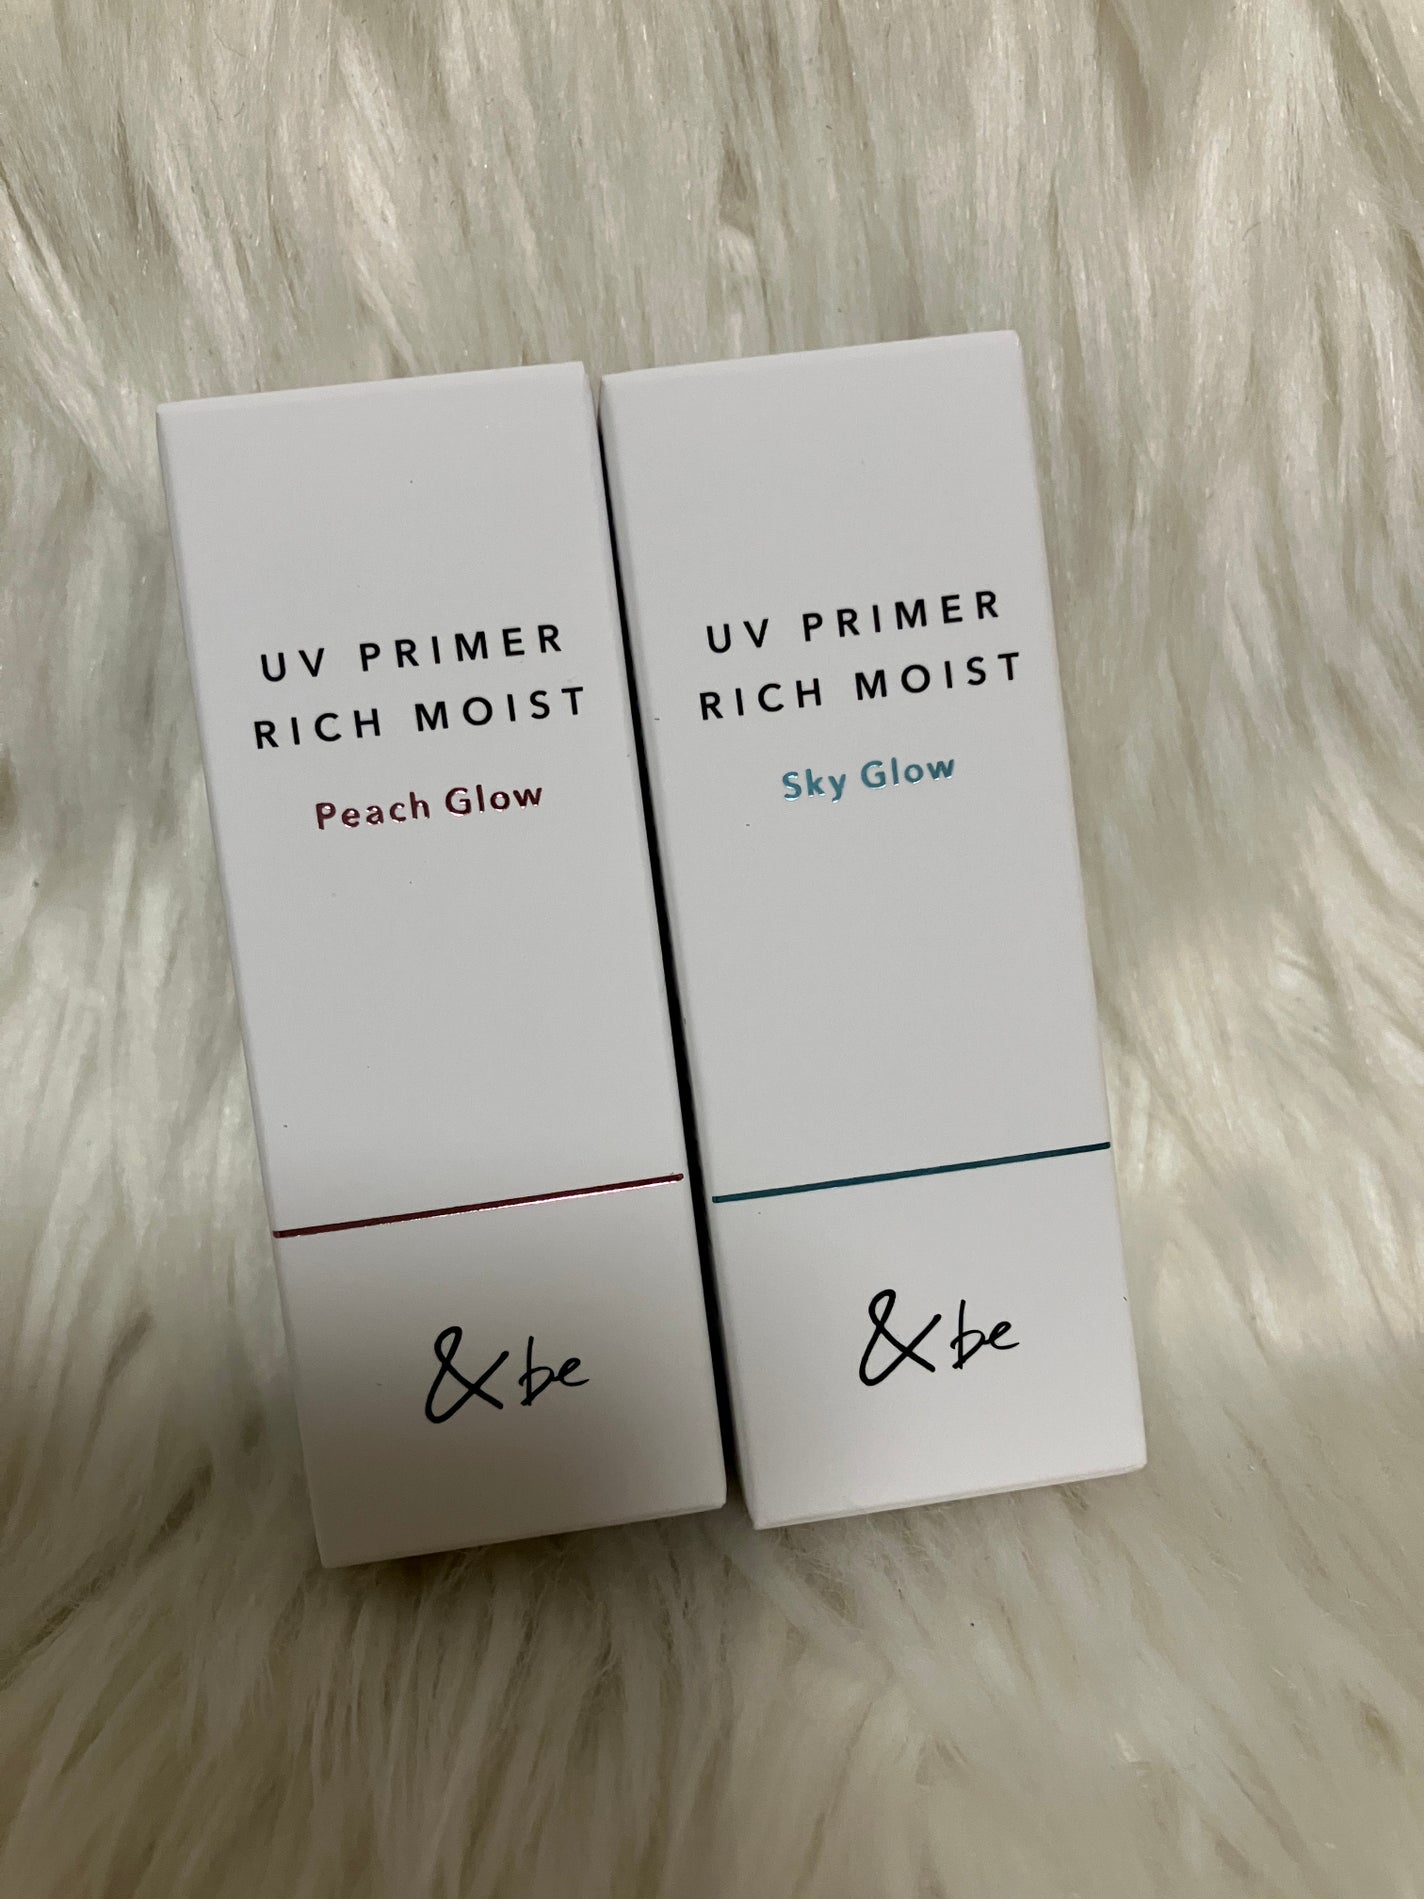 UV PRIMER
RICH MOIST
Peach Glow
&be
UV PRIMER
RICH MOIST
Sky Glow
&be